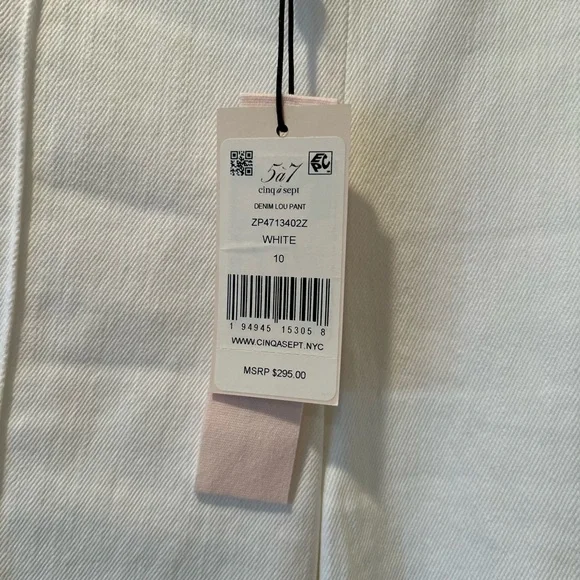 5à7
cinq à sept
DENIM LOU PANT
ZP4713402Z
WHITE
10
1 94945 15305 8
WWW.CINQASEPT.NYC
MSRP $295.00